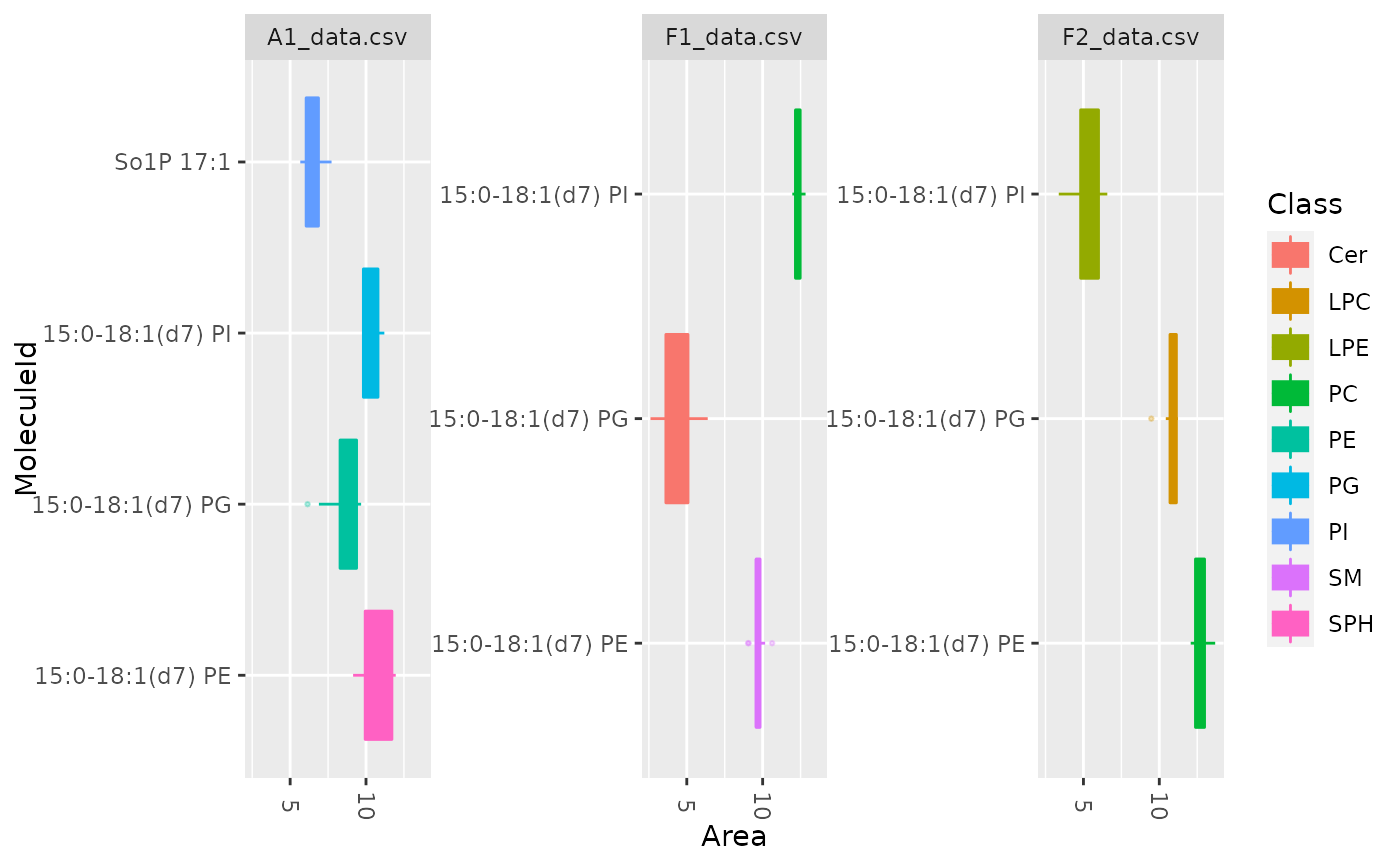 A1_data.csv
F1_data.csv
F2_data.csv
MoleculeId
So1P 17:1
15:0-18:1(d7) PI
15:0-18:1(d7) PG
15:0-18:1(d7) PE
15:0-18:1(d7) PI
15:0-18:1(d7) PG
15:0-18:1(d7) PE
15:0-18:1(d7) PI
15:0-18:1(d7) PG
15:0-18:1(d7) PE
5
10
5
10
5
10
Area
Class
Cer
LPC
LPE
PC
PE
PG
PI
SM
SPH